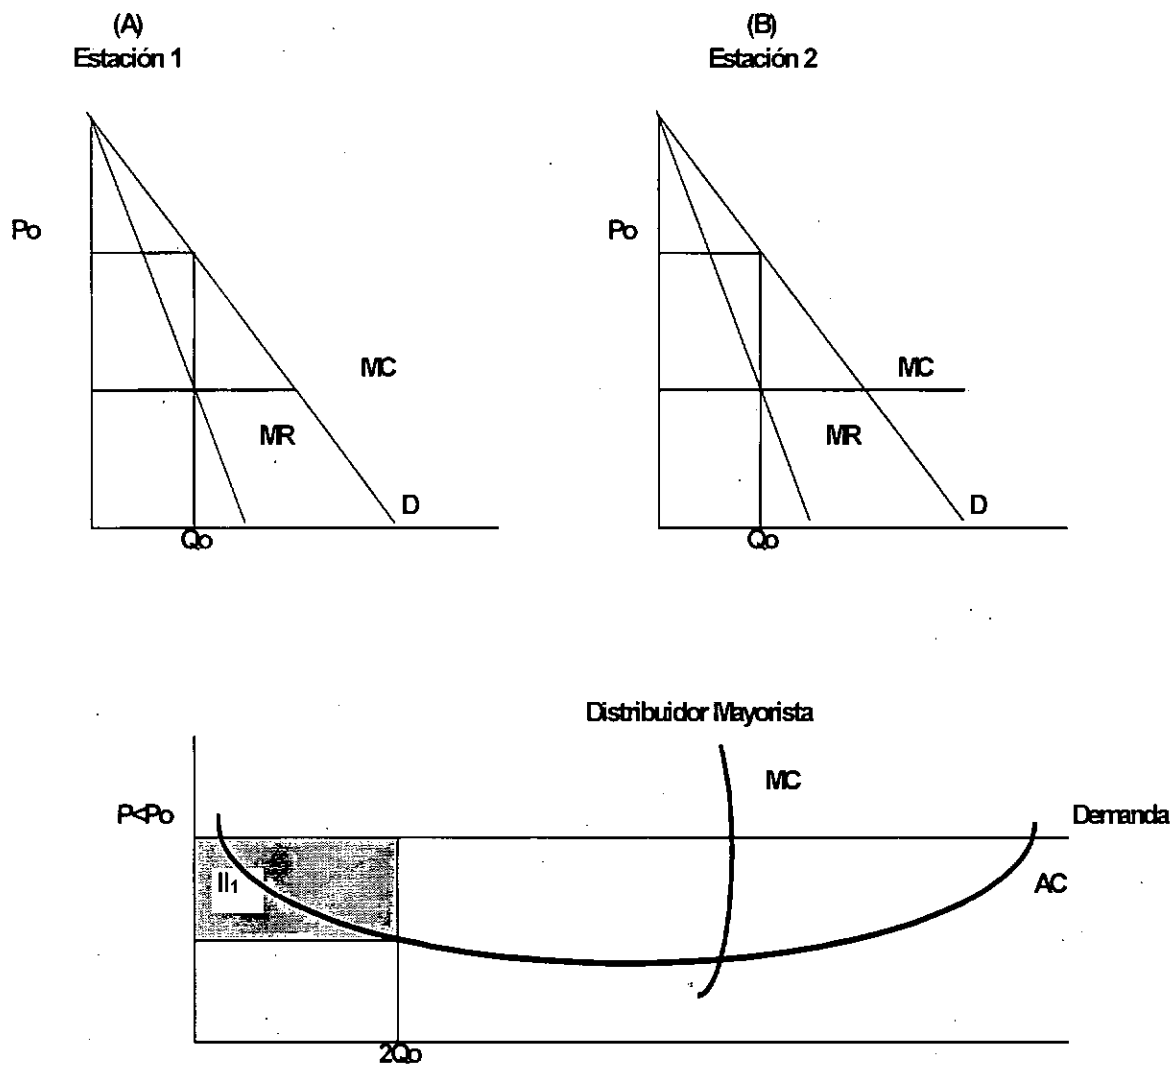 (A)
Estación 1
(B)
Estación 2
Po
Po
MC
MC
MR
MR
D
D
Qo
Qo
Distribuidor Mayorista
MC
P<Po
Demanda
II1
AC
2Qo